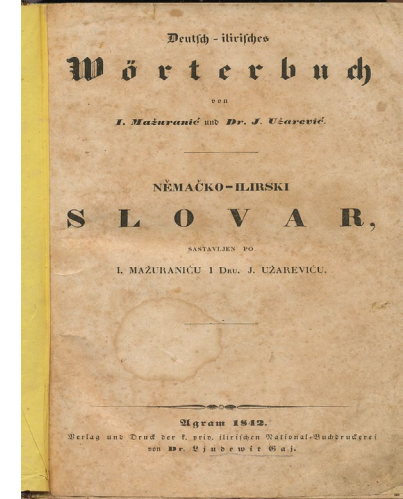 Deutſch - iliriſches
Wörterbuch
von
I. Mažuranić und Dr. J. Užarević.
NĚMAČKO-ILIRSKI
SLOVAR,
SASTAVLJEN PO
I. MAŽURANIĆU I DRU. J. UŽAREVIĆU.
Agram 1842.
Verlag und Druck der k. priv. iliriſchen National-Buchdruckerei
von Dr. Ljudewit Gaj.